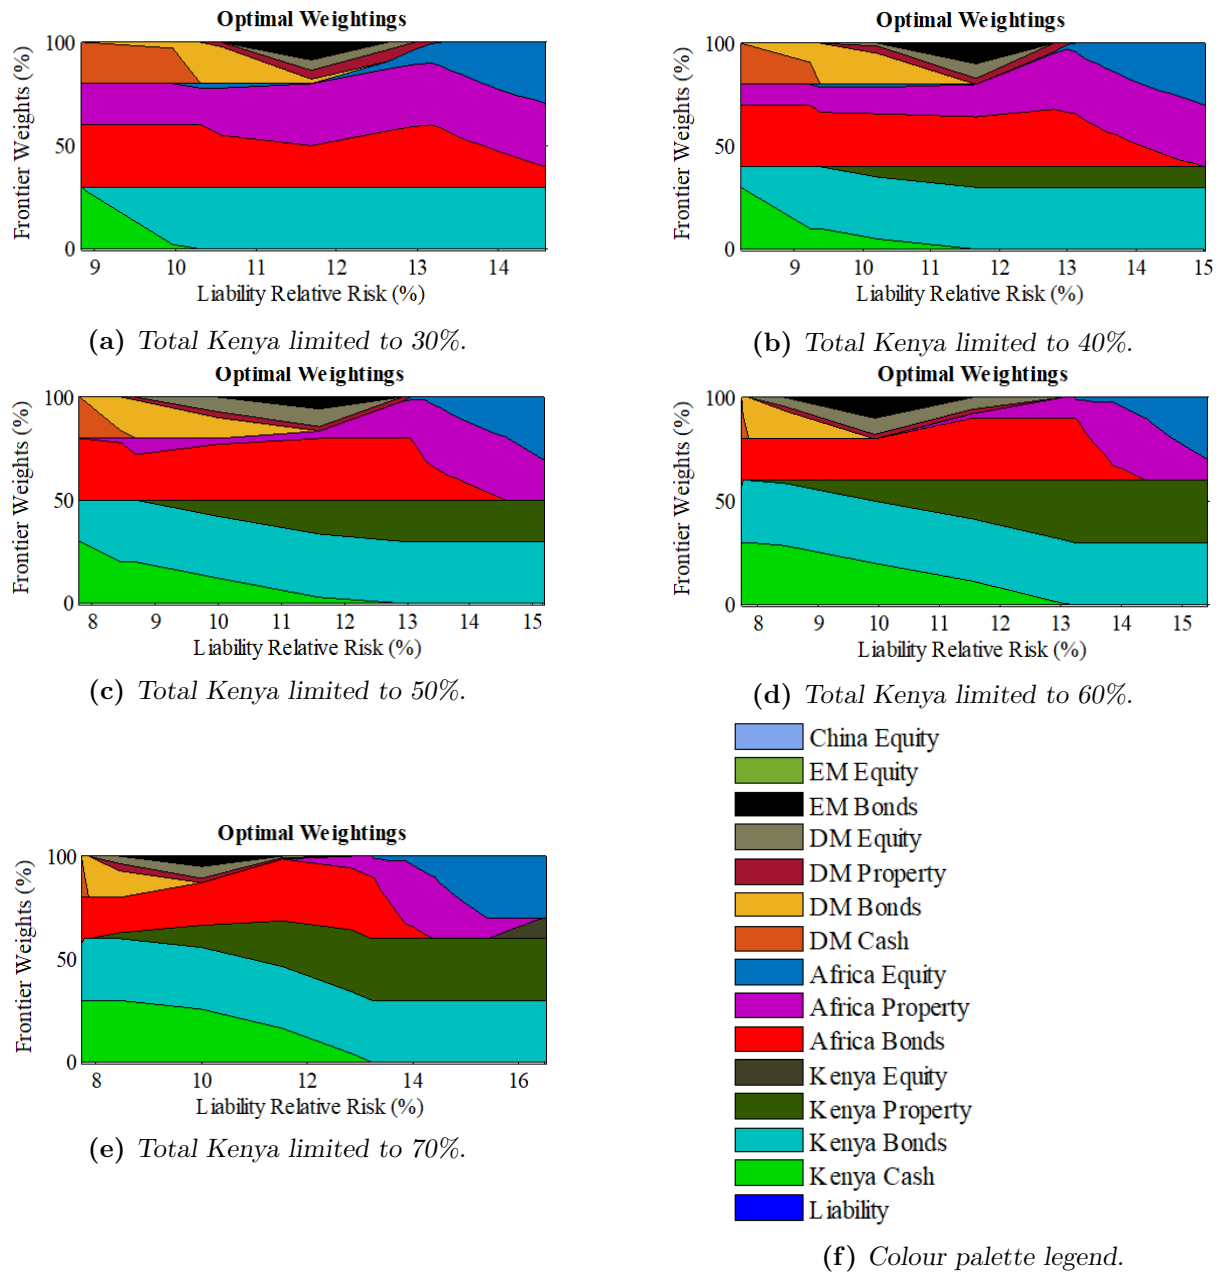 Optimal Weightings
Frontier Weights (%)
100
50
0
9 10 11 12 13 14
Liability Relative Risk (%)
(a) Total Kenya limited to 30%.
Optimal Weightings
Frontier Weights (%)
100
50
0
9 10 11 12 13 14 15
Liability Relative Risk (%)
(b) Total Kenya limited to 40%.
Optimal Weightings
Frontier Weights (%)
100
50
0
8 9 10 11 12 13 14 15
Liability Relative Risk (%)
(c) Total Kenya limited to 50%.
Optimal Weightings
Frontier Weights (%)
100
50
0
8 9 10 11 12 13 14 15
Liability Relative Risk (%)
(d) Total Kenya limited to 60%.
Optimal Weightings
Frontier Weights (%)
100
50
0
8 10 12 14 16
Liability Relative Risk (%)
(e) Total Kenya limited to 70%.
China Equity
EM Equity
EM Bonds
DM Equity
DM Property
DM Bonds
DM Cash
Africa Equity
Africa Property
Africa Bonds
Kenya Equity
Kenya Property
Kenya Bonds
Kenya Cash
Liability
(f) Colour palette legend.